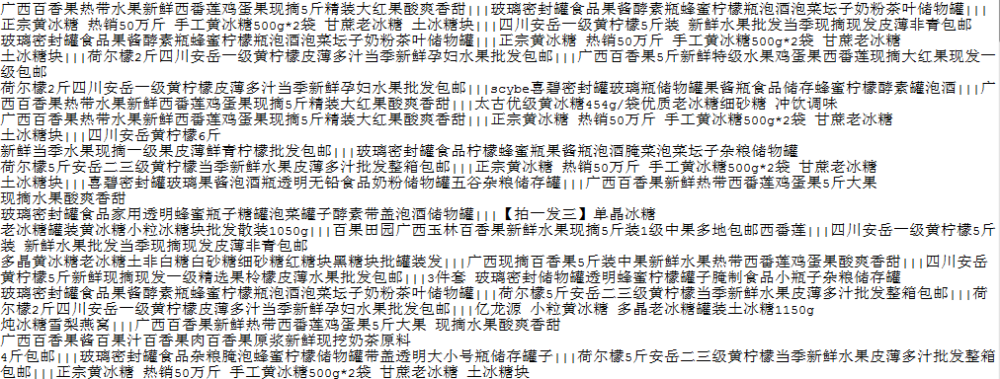 广西百香果热带水果新鲜西番莲鸡蛋果现摘5斤精装大红果酸爽香甜|||玻璃密封罐食品果酱酵素瓶蜂蜜柠檬瓶泡酒泡菜坛子奶粉茶叶储物罐|||
正宗黄冰糖 热销50万斤 手工黄冰糖500g*2袋 甘蔗老冰糖 土冰糖块|||四川安岳一级黄柠檬5斤装 新鲜水果批发当季现摘现发皮薄非青包邮
玻璃密封罐食品果酱酵素瓶蜂蜜柠檬瓶泡酒泡菜坛子奶粉茶叶储物罐|||正宗黄冰糖 热销50万斤 手工黄冰糖500g*2袋 甘蔗老冰糖
土冰糖块|||荷尔檬2斤四川安岳一级黄柠檬皮薄多汁当季新鲜孕妇水果批发包邮|||广西百香果5斤新鲜特级水果鸡蛋果西番莲现摘大红果现发一
级包邮
荷尔檬2斤四川安岳一级黄柠檬皮薄多汁当季新鲜孕妇水果批发包邮|||scybe喜碧密封罐玻璃瓶储物罐果酱食品储存蜂蜜瓶柠檬酵素罐泡酒|||广
西百香果热带水果新鲜西番莲鸡蛋果现摘5斤精装大红果酸爽香甜|||太古优级黄冰糖454g/袋优质老冰糖细砂糖 冲饮调味
广西百香果热带水果新鲜西番莲鸡蛋果现摘5斤精装大红果酸爽香甜|||正宗黄冰糖 热销50万斤 手工黄冰糖500g*2袋 甘蔗老冰糖
土冰糖块|||四川安岳黄柠檬6斤
新鲜当季水果现摘一级果皮薄鲜青柠檬批发包邮|||玻璃密封罐食品柠檬蜂蜜瓶果酱瓶泡酒腌菜泡菜坛子杂粮储物罐
荷尔檬5斤安岳二三级黄柠檬当季新鲜水果皮薄多汁批发整箱包邮|||正宗黄冰糖 热销50万斤 手工黄冰糖500g*2袋 甘蔗老冰糖
土冰糖块|||喜碧密封罐玻璃果酱泡酒瓶透明无铅食品奶粉储物罐五谷杂粮储存罐|||广西百香果新鲜热带西番莲鸡蛋果5斤大果
现摘水果酸爽香甜
玻璃密封罐食品家用透明蜂蜜瓶子糖罐泡菜罐子酵素带盖泡酒储物罐|||【拍一发三】单晶冰糖
老冰糖罐装黄冰糖小粒冰糖块批发散装1050g|||百果田园广西玉林百香果新鲜水果现摘5斤装1级中果多地包邮西番莲|||四川安岳一级黄柠檬5斤
装 新鲜水果批发当季现摘现发皮薄非青包邮
多晶黄冰糖老冰糖土非白糖白砂糖细砂糖红糖块黑糖块批罐装发|||广西现摘百香果5斤装中果新鲜水果热带西番莲鸡蛋果酸爽香甜|||四川安岳
黄柠檬5斤新鲜现摘现发一级精选果柃檬皮薄水果批发包邮|||3件套 玻璃密封储物罐透明蜂蜜柠檬罐子腌制食品小瓶子杂粮储存罐
玻璃密封罐食品果酱酵素瓶蜂蜜柠檬瓶泡酒泡菜坛子奶粉茶叶储物罐|||荷尔檬5斤安岳二三级黄柠檬当季新鲜水果皮薄多汁批发整箱包邮|||荷
尔檬2斤四川安岳一级黄柠檬皮薄多汁当季新鲜孕妇水果批发包邮|||亿龙源 小粒黄冰糖 多晶老冰糖罐装土冰糖1150g
炖冰糖雪梨燕窝|||广西百香果新鲜热带西番莲鸡蛋果5斤大果 现摘水果酸爽香甜
广西百香果酱百果汁百香果肉百香果原浆新鲜现挖奶茶原料
4斤包邮|||玻璃密封罐食品杂粮腌泡蜂蜜柠檬储物罐带盖透明大小号瓶储存罐子|||荷尔檬5斤安岳二三级黄柠檬当季新鲜水果皮薄多汁批发整箱
包邮|||正宗黄冰糖 热销50万斤 手工黄冰糖500g*2袋 甘蔗老冰糖 土冰糖块